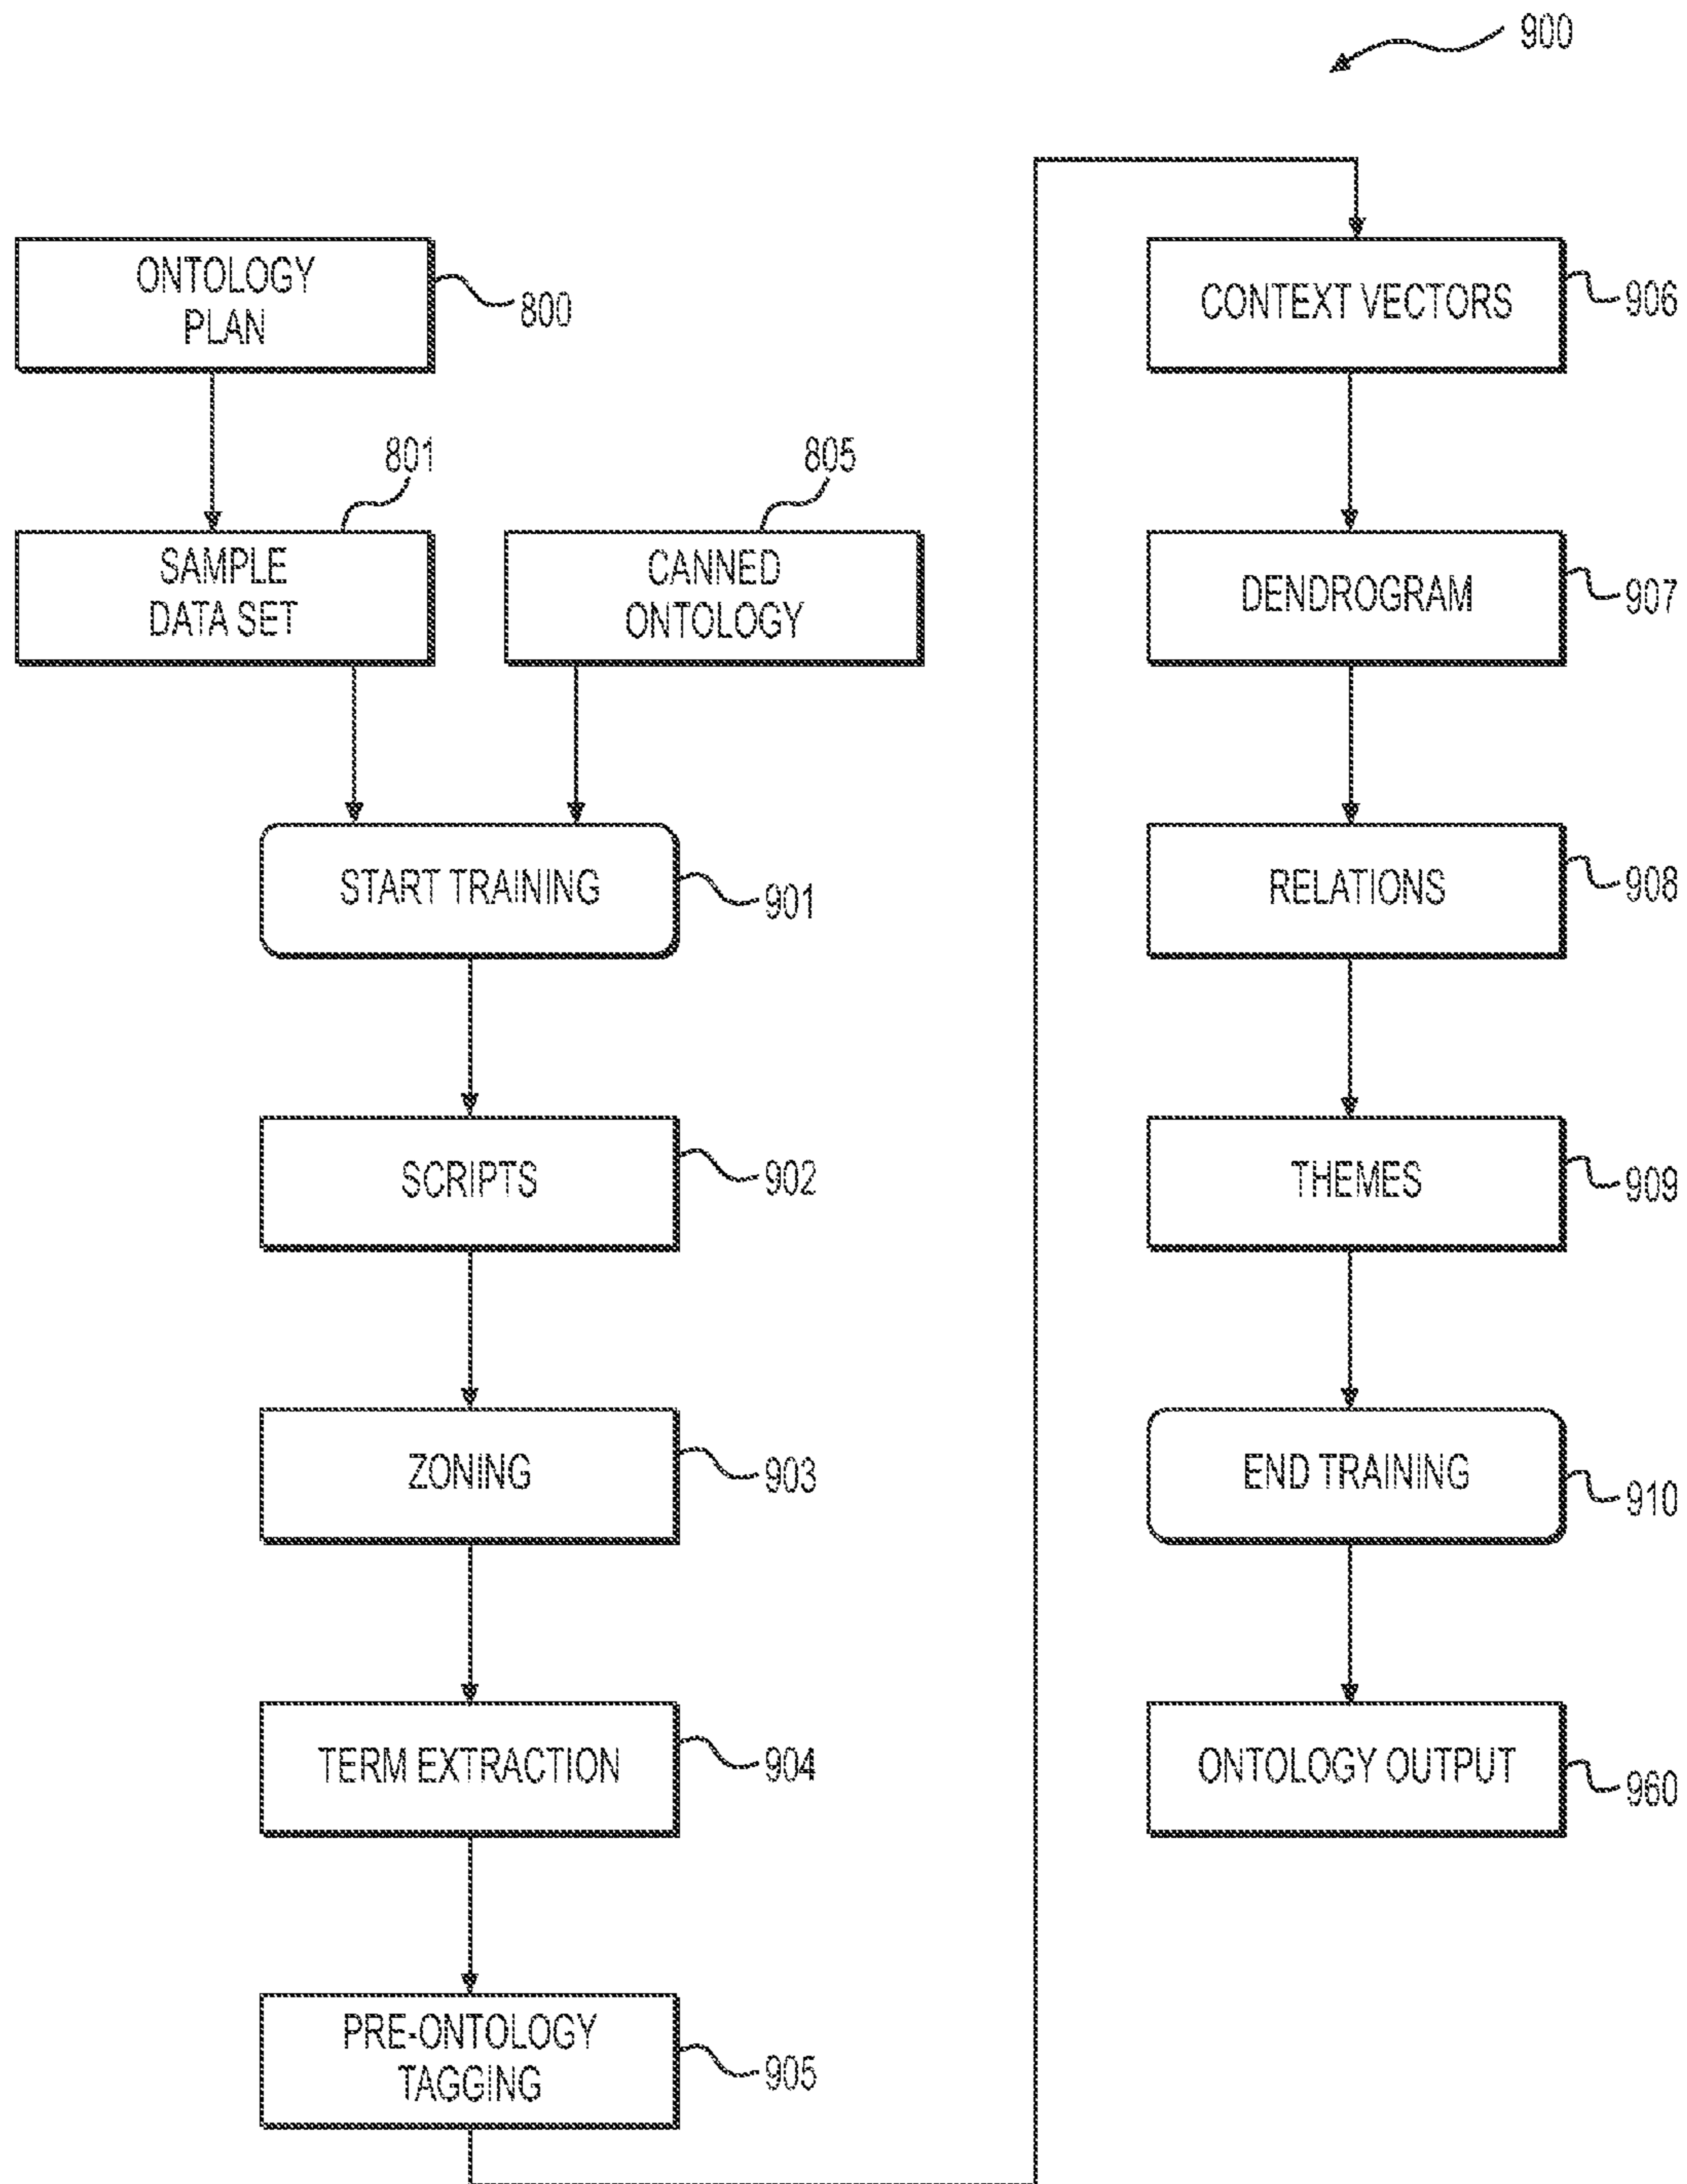 900
ONTOLOGY
PLAN
800
801
SAMPLE
DATA SET
805
CANNED
ONTOLOGY
START TRAINING
901
SCRIPTS
902
ZONING
903
TERM EXTRACTION
904
PRE-ONTOLOGY
TAGGING
905
CONTEXT VECTORS
906
DENDROGRAM
907
RELATIONS
908
THEMES
909
END TRAINING
910
ONTOLOGY OUTPUT
960